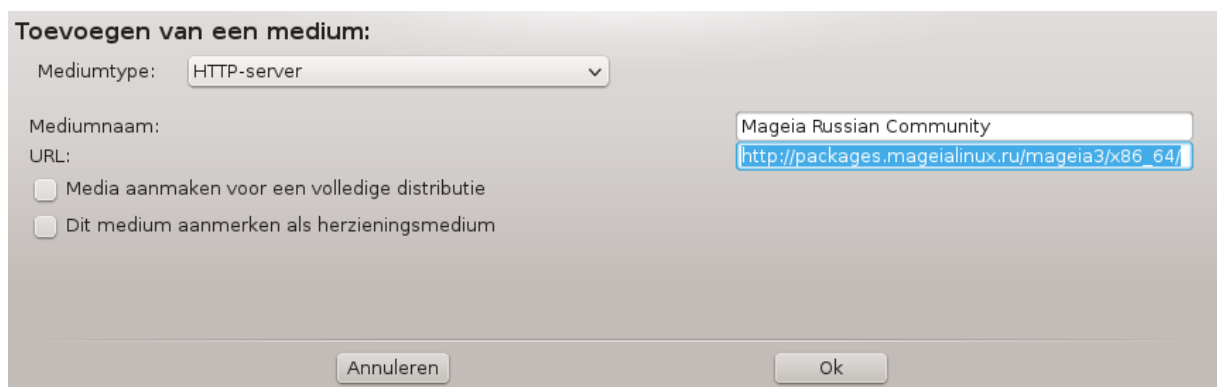 Toevoegen van een medium:
Mediumtype: HTTP-server
Mediumnaam: Mageia Russian Community
URL: http://packages.mageialinux.ru/mageia3/x86_64/
Media aanmaken voor een volledige distributie
Dit medium aanmerken als herzieningsmedium
Annuleren Ok